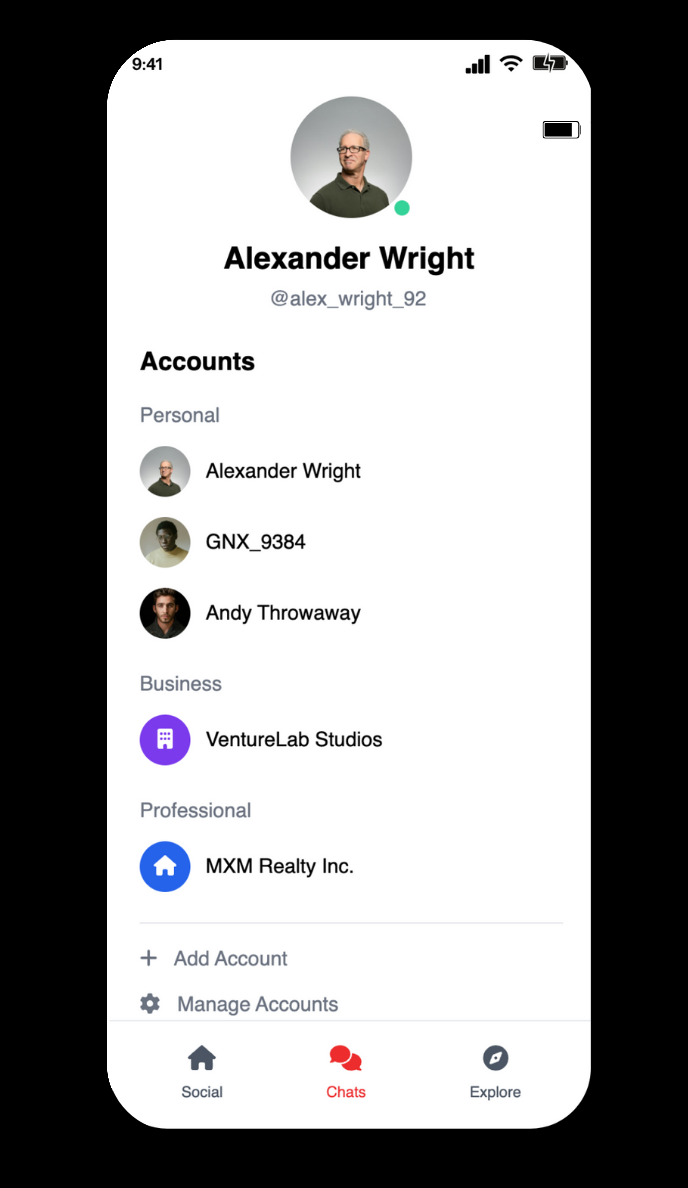 9:41
Alexander Wright
@alex_wright_92
Accounts
Personal
Alexander Wright
GNX_9384
Andy Throwaway
Business
VentureLab Studios
Professional
MXM Realty Inc.
Add Account
Manage Accounts
Social
Chats
Explore